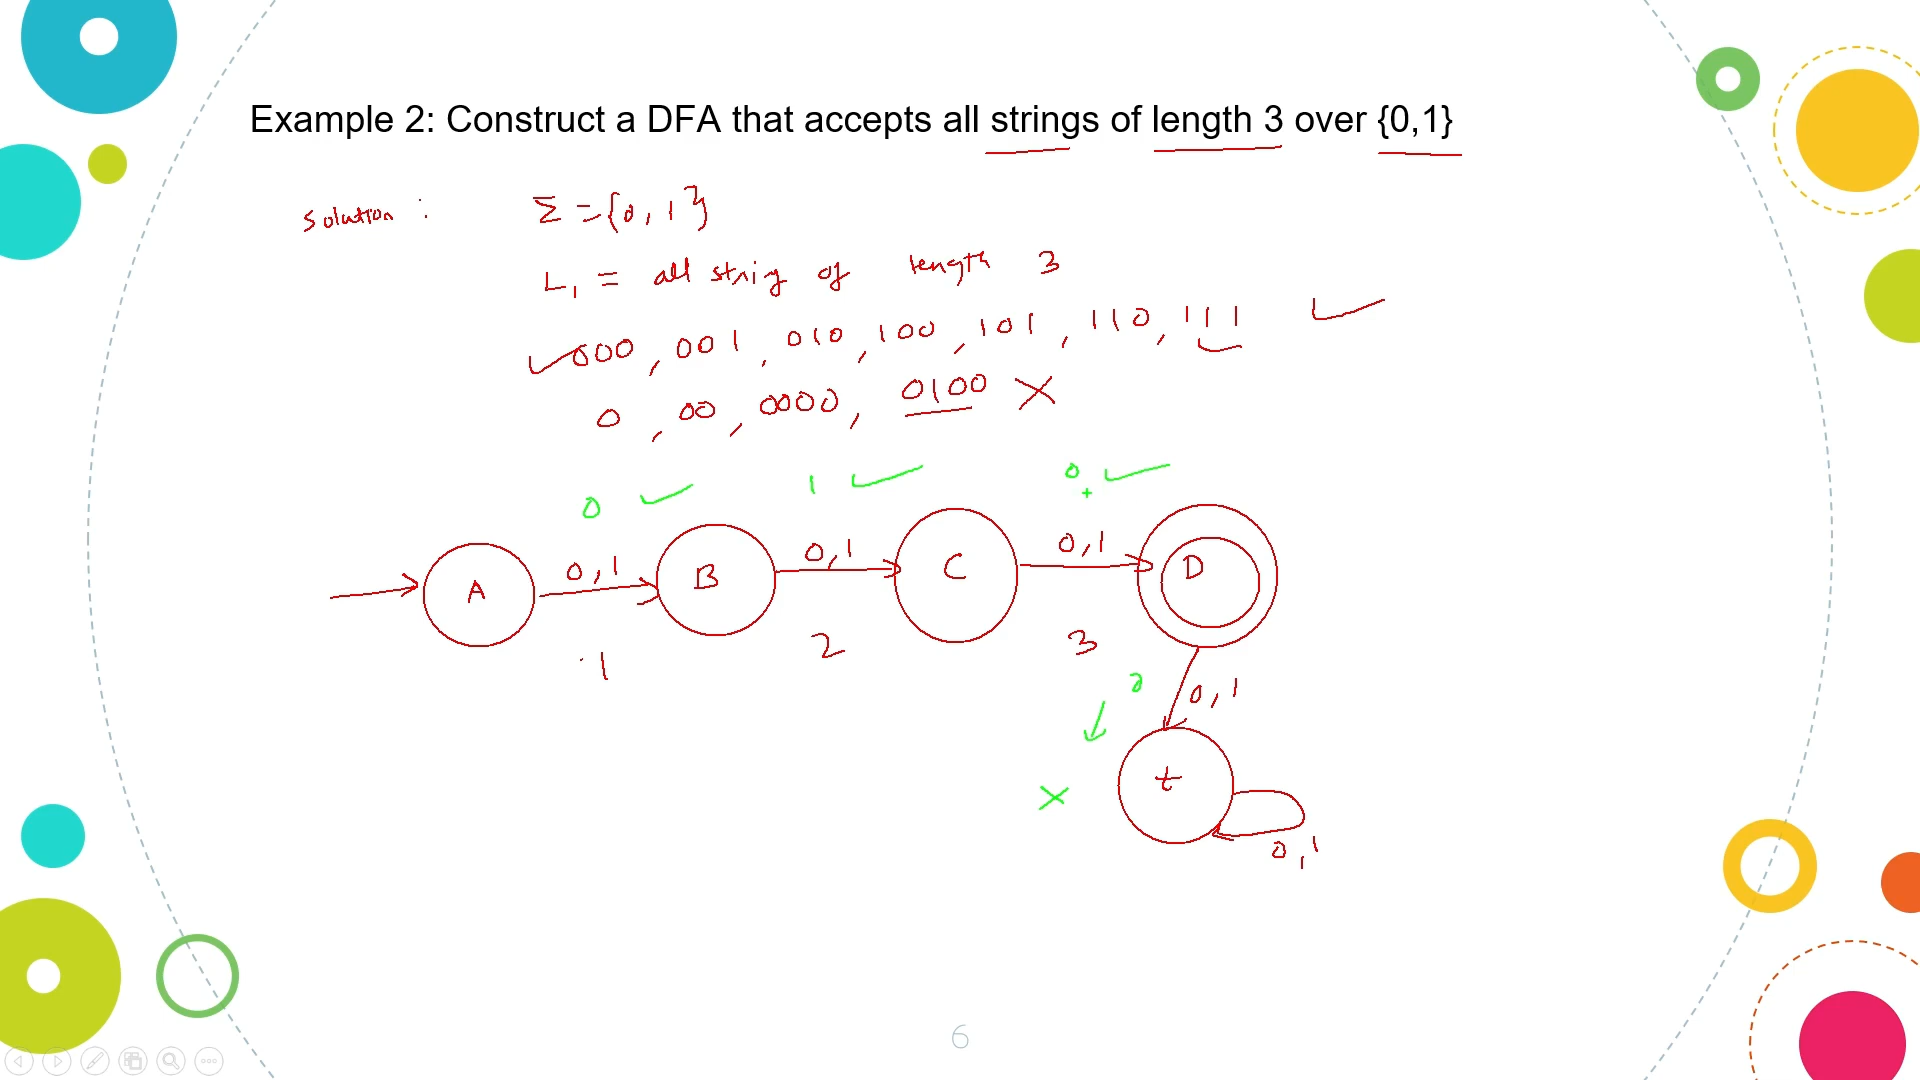 Example 2: Construct a DFA that accepts all strings of length 3 over {0,1}
Solution :
Σ = {0, 1}
L₁ = all string of length 3
000, 001, 010, 100, 101, 110, 111
0, 00, 0000, 0100 X
0 1 0
0,1 0,1 0,1
A B C D
1 2 3
0 0,1
t
X
0,1
6